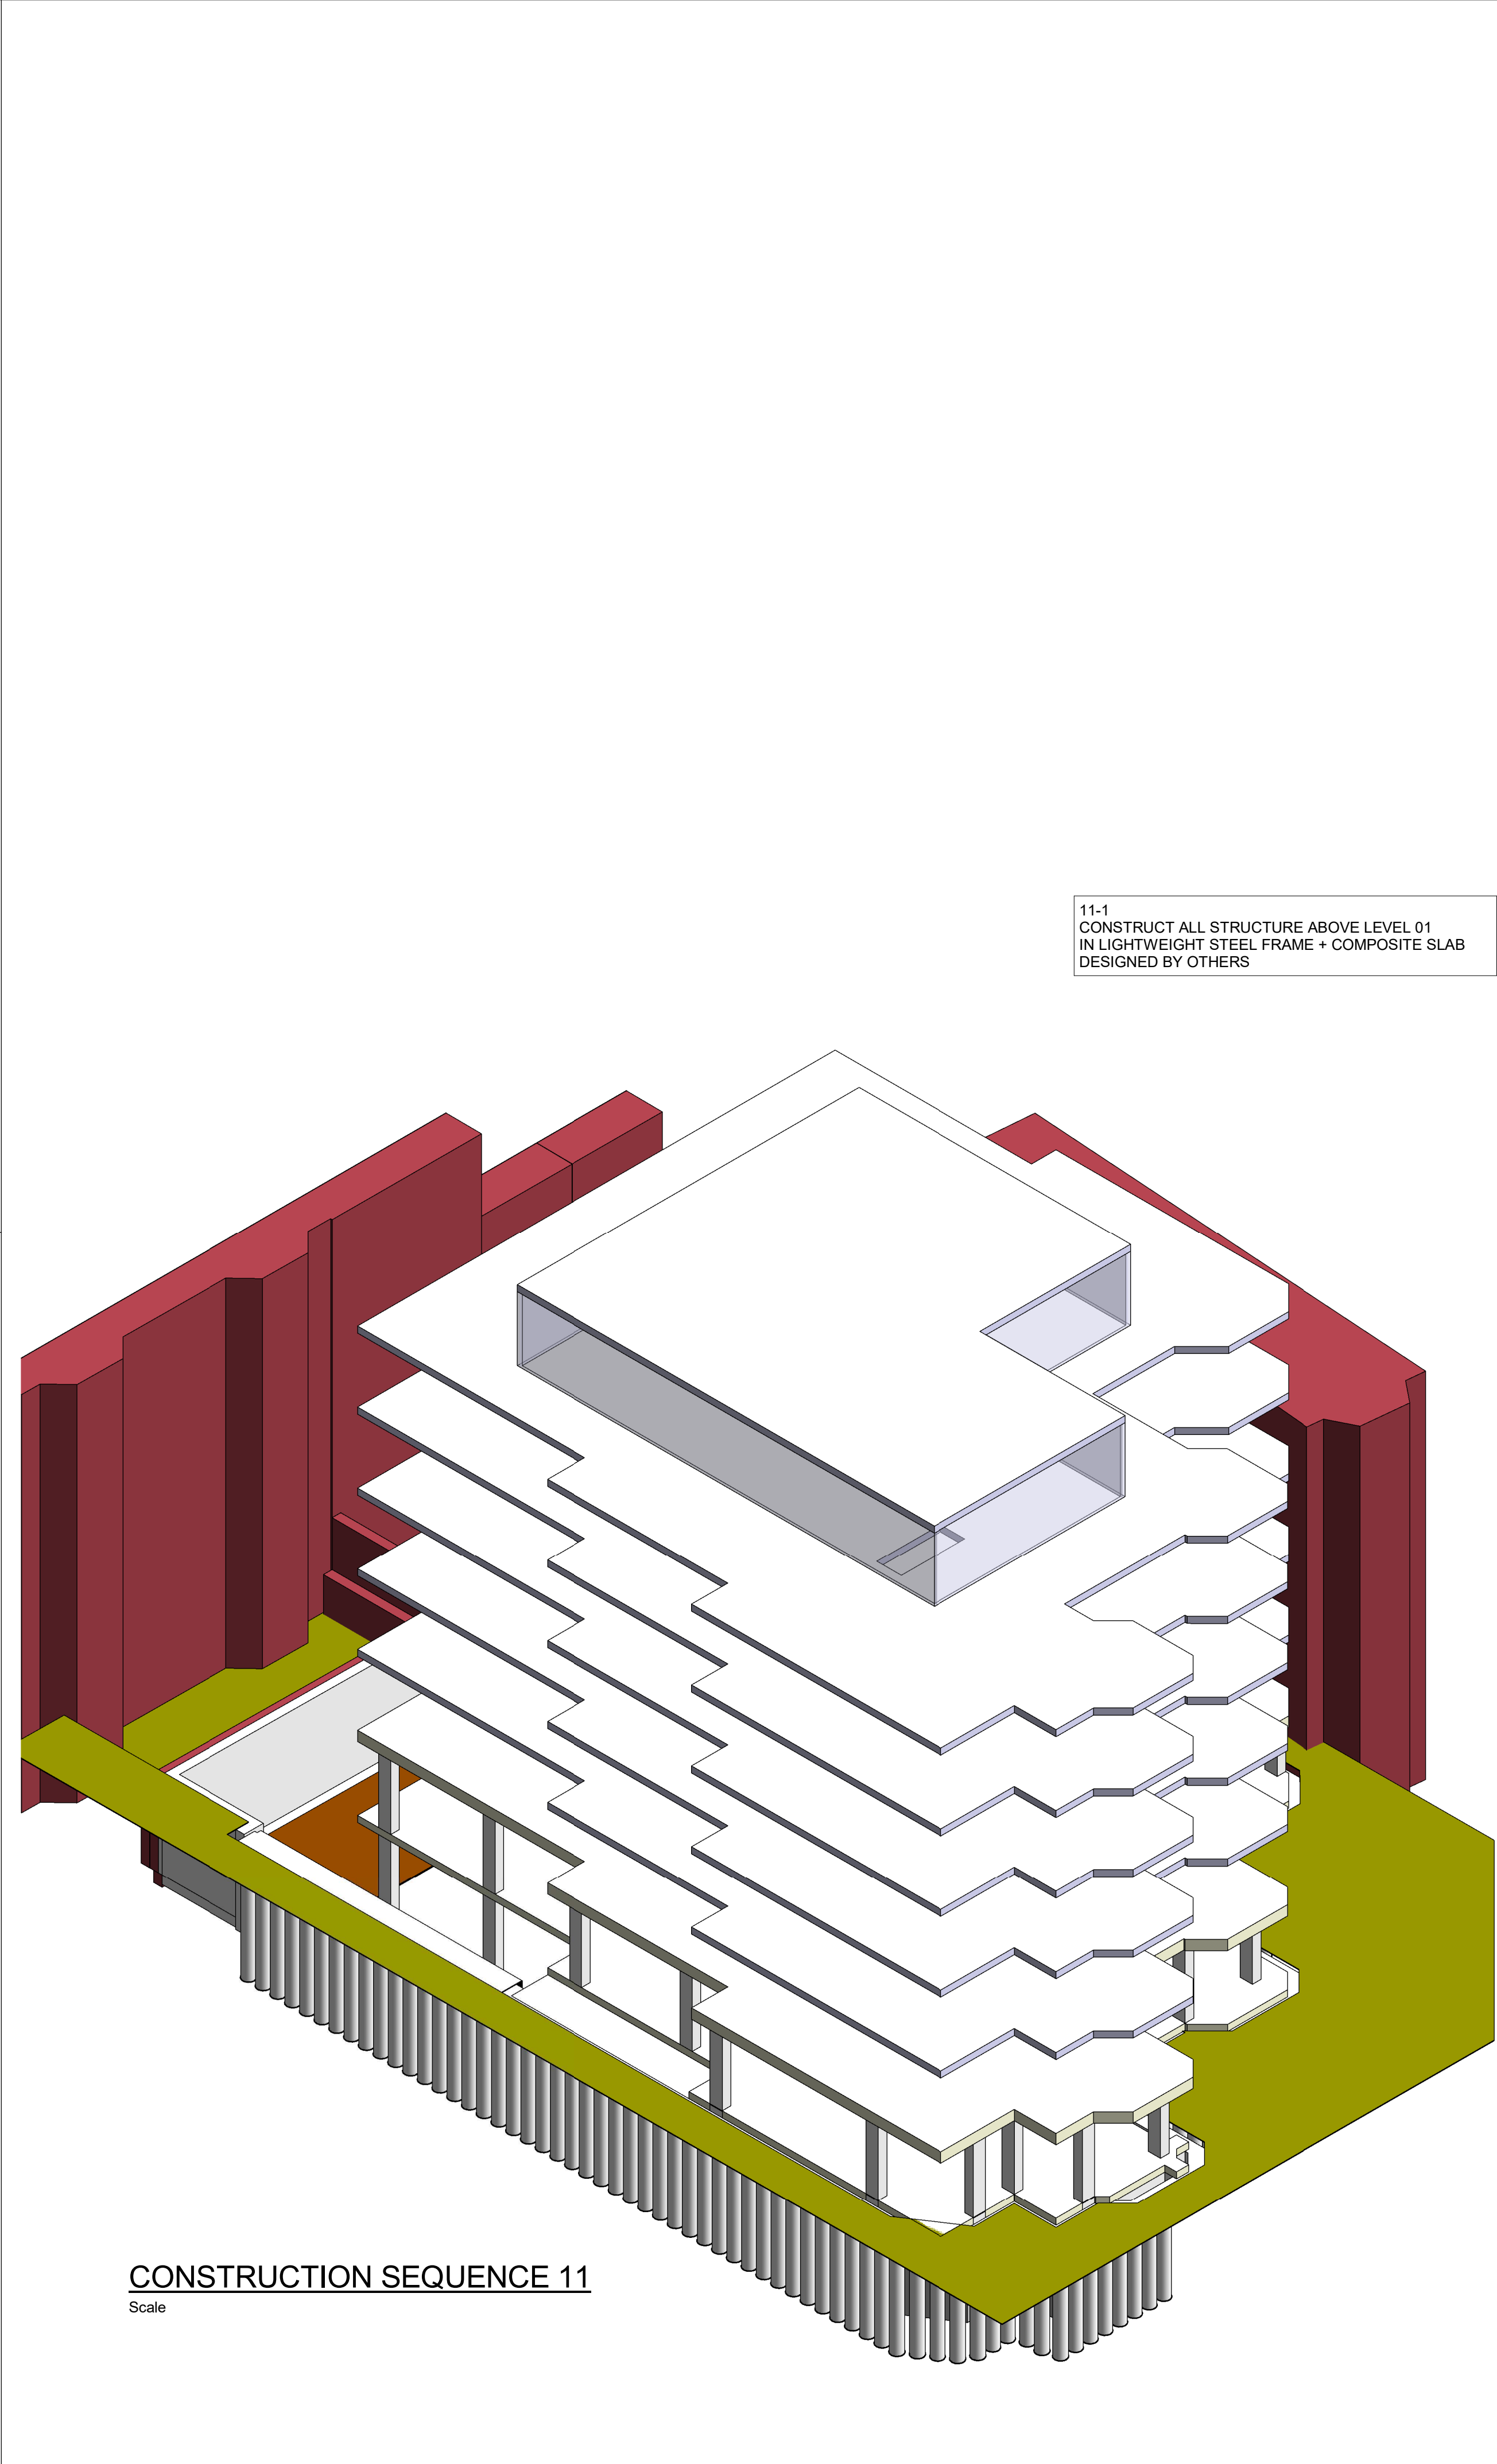 11-1
CONSTRUCT ALL STRUCTURE ABOVE LEVEL 01
IN LIGHTWEIGHT STEEL FRAME + COMPOSITE SLAB
DESIGNED BY OTHERS
CONSTRUCTION SEQUENCE 11
Scale